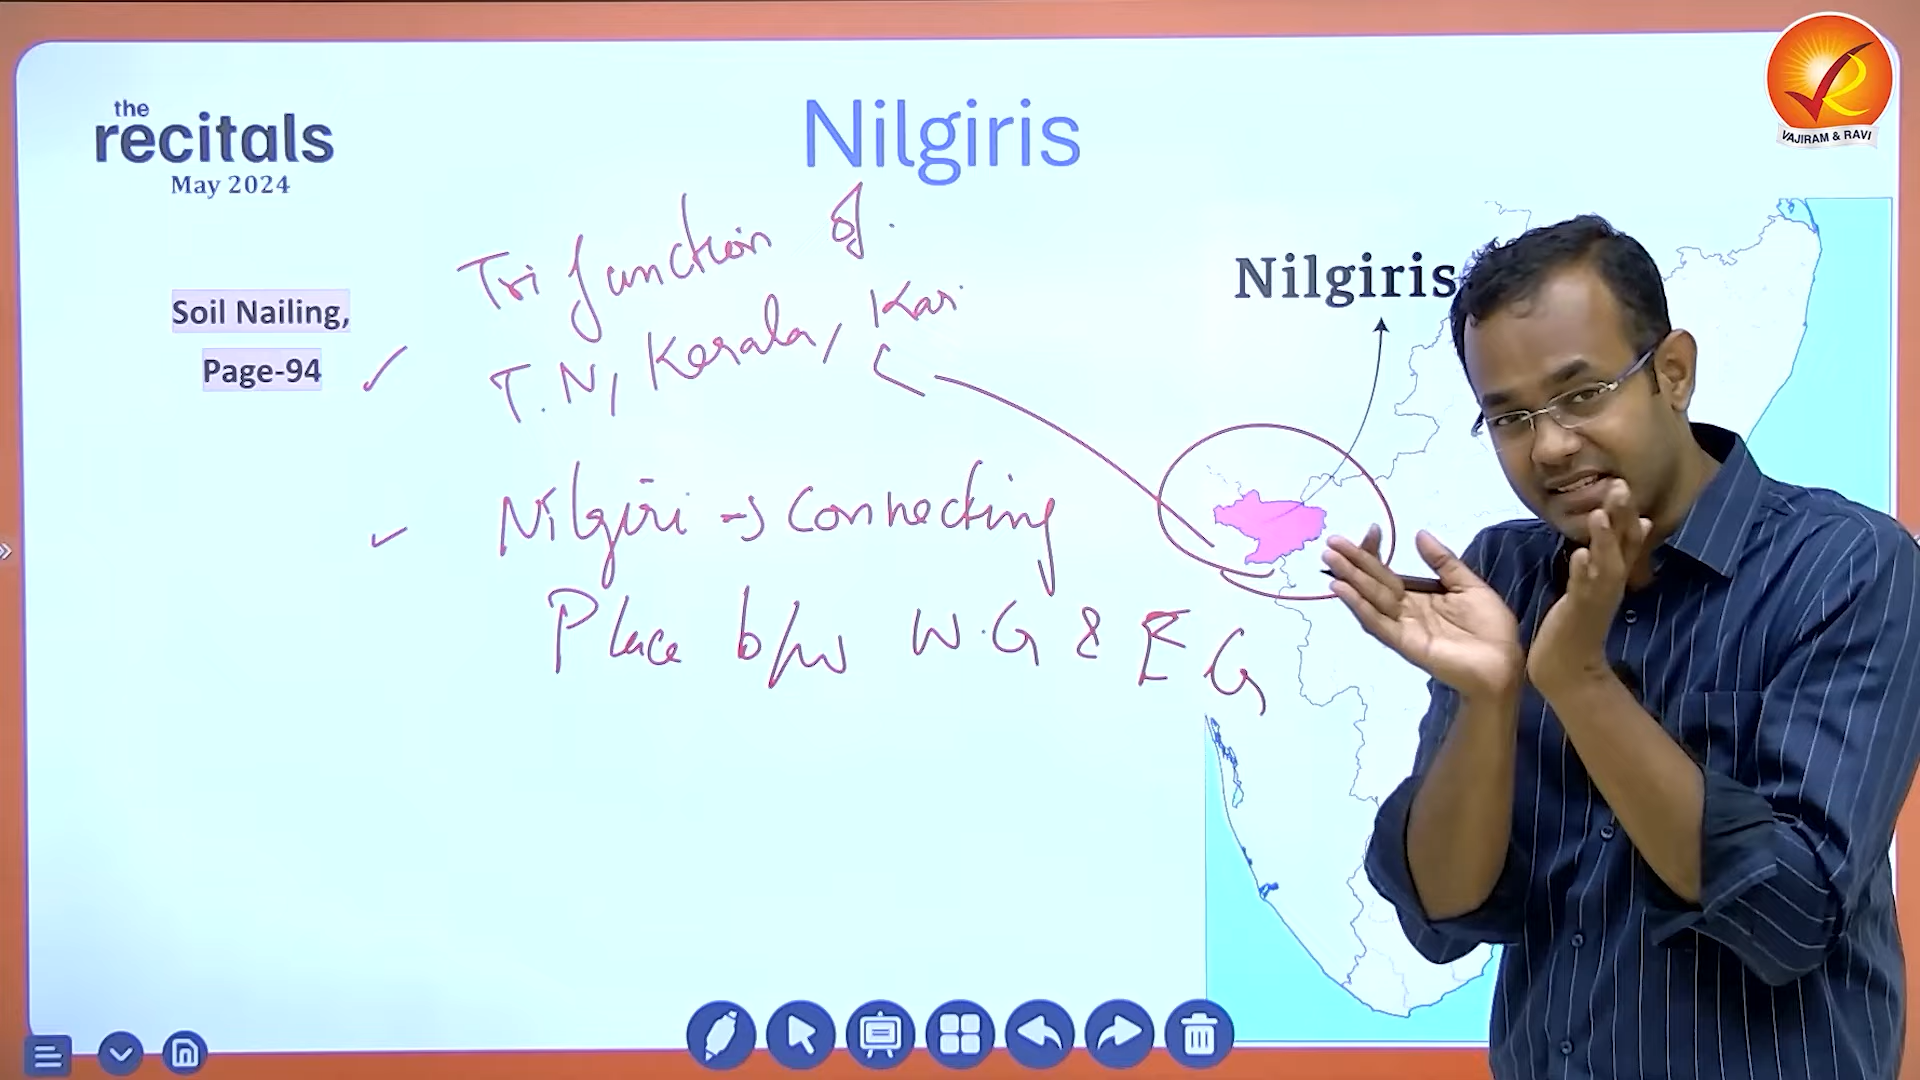 the
recitals
May 2024
Nilgiris
VAJIRAM & RAVI
Soil Nailing,
Page-94
Tri junction of.
T.N, Kerala, Kar
Nilgiri → Connecting
Place b/w W.G & E G
Nilgiris